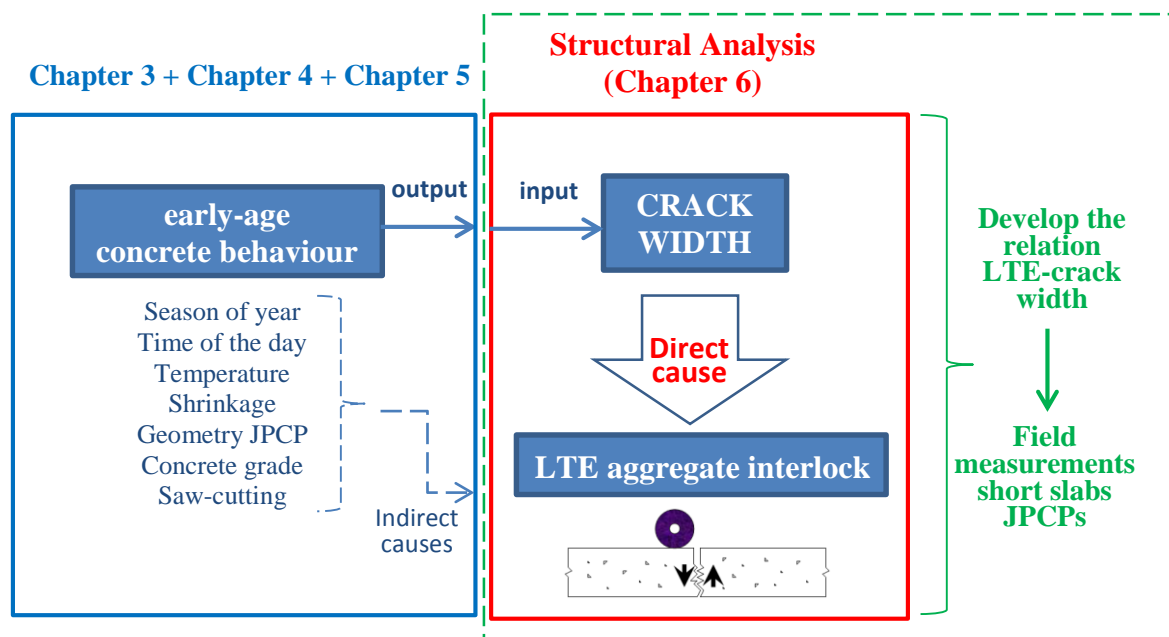 Structural Analysis
(Chapter 6)
Chapter 3 + Chapter 4 + Chapter 5
output
input
early-age
concrete behaviour
CRACK
WIDTH
Season of year
Time of the day
Temperature
Shrinkage
Geometry JPCP
Concrete grade
Saw-cutting
Indirect
causes
Direct
cause
LTE aggregate interlock
Develop the
relation
LTE-crack
width
Field
measurements
short slabs
JPCPs